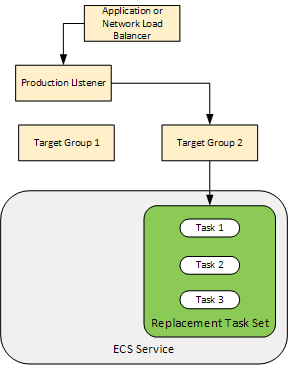 Application or
Network Load
Balancer
Production Listener
Target Group 1
Target Group 2
Task 1
Task 2
Task 3
Replacement Task Set
ECS Service